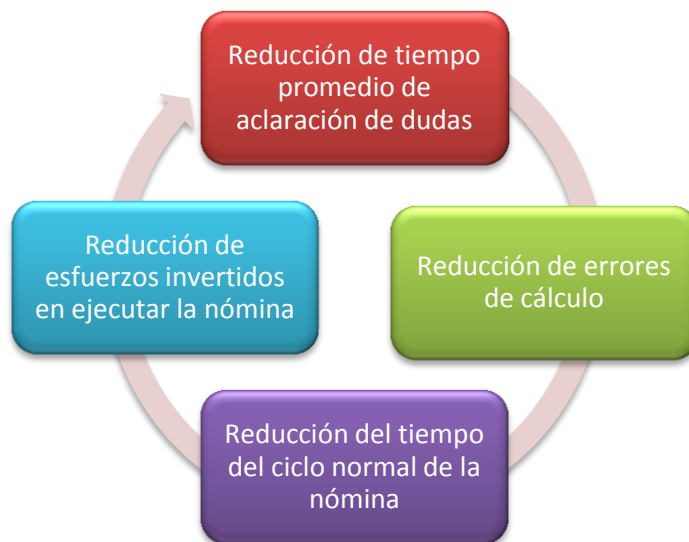 Reducción de tiempo
promedio de
aclaración de dudas
Reducción de errores
de cálculo
Reducción del tiempo
del ciclo normal de la
nómina
Reducción de
esfuerzos invertidos
en ejecutar la nómina